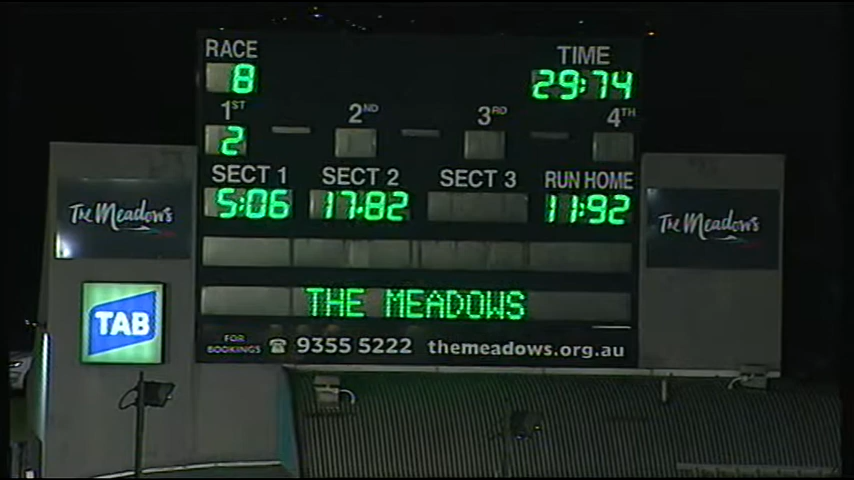 RACE
TIME
8
29:74
1ST
2ND
3RD
4TH
2
SECT 1
SECT 2
SECT 3
RUN HOME
5:06
17:82
11:92
The Meadows
The Meadows
THE MEADOWS
TAB
FOR BOOKINGS
9355 5222
themeadows.org.au